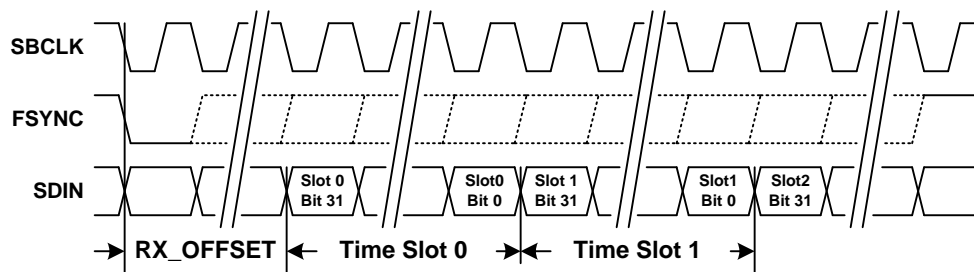 SBCLK
FSYNC
SDIN
Slot 0
Bit 31
Slot0
Bit 0
Slot 1
Bit 31
Slot1
Bit 0
Slot2
Bit 31
RX_OFFSET
Time Slot 0
Time Slot 1